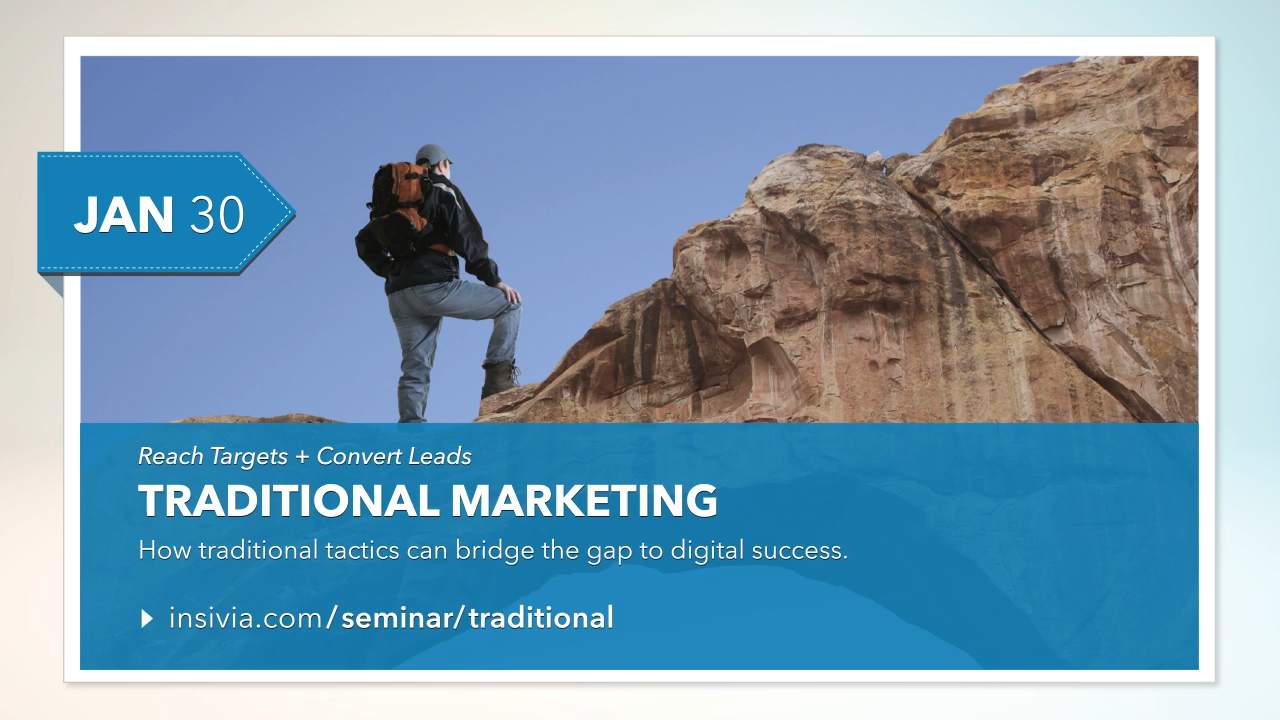 JAN 30
Reach Targets + Convert Leads
TRADITIONAL MARKETING
How traditional tactics can bridge the gap to digital success.
insivia.com/seminar/traditional